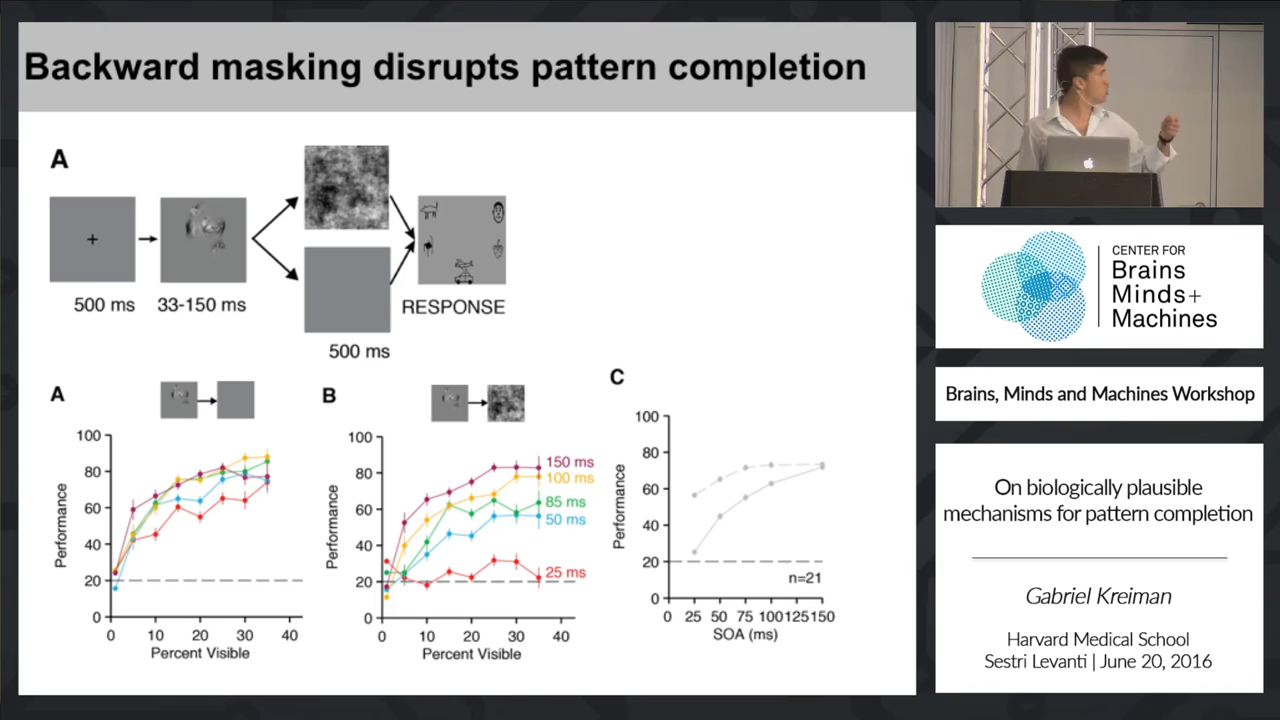 Backward masking disrupts pattern completion
A
500 ms
33-150 ms
RESPONSE
500 ms
A
Performance
100
80
60
40
20
0
0 10 20 30 40
Percent Visible
B
Performance
100
80
60
40
20
0
0 10 20 30 40
Percent Visible
150 ms
100 ms
85 ms
50 ms
25 ms
C
Performance
100
80
60
40
20
0
n=21
0 25 50 75 100 125 150
SOA (ms)
CENTER FOR
Brains
Minds+
Machines
Brains, Minds and Machines Workshop
On biologically plausible
mechanisms for pattern completion
Gabriel Kreiman
Harvard Medical School
Sestri Levanti | June 20, 2016